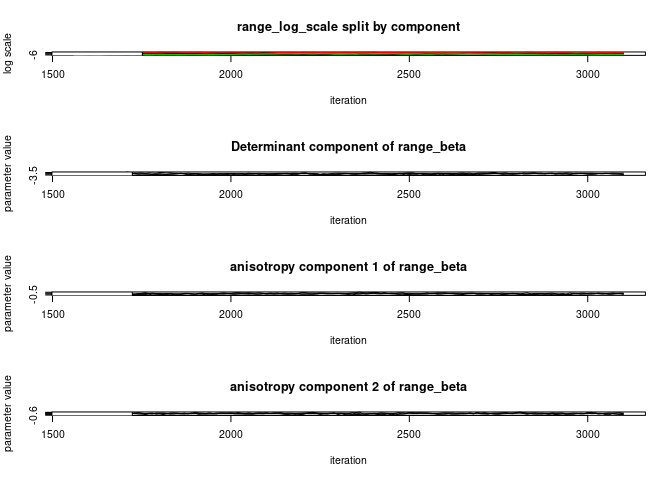 range_log_scale split by component
log scale
-6
1500 2000 2500 3000
iteration
Determinant component of range_beta
parameter value
-3.5
1500 2000 2500 3000
iteration
anisotropy component 1 of range_beta
parameter value
-0.5
1500 2000 2500 3000
iteration
anisotropy component 2 of range_beta
parameter value
-0.6
1500 2000 2500 3000
iteration